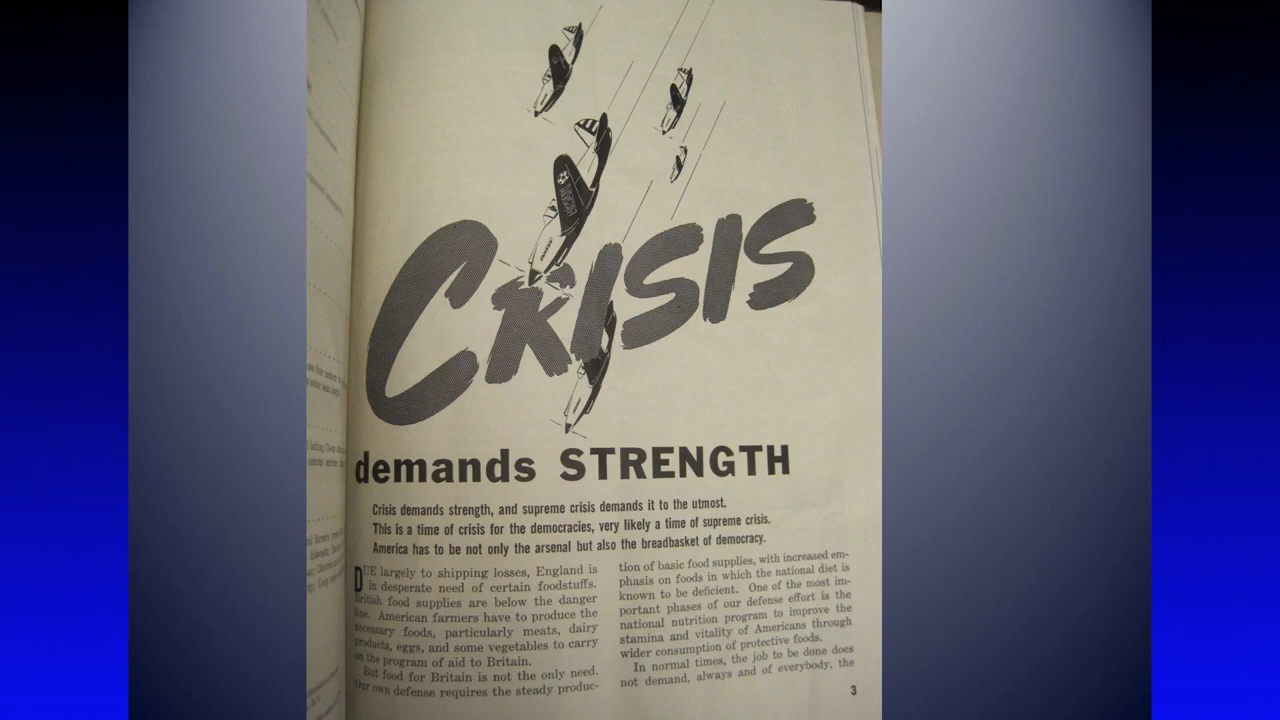 CRISIS
demands STRENGTH
Crisis demands strength, and supreme crisis demands it to the utmost.
This is a time of crisis for the democracies, very likely a time of supreme crisis.
America has to be not only the arsenal but also the breadbasket of democracy.
DUE largely to shipping losses, England is
in desperate need of certain foodstuffs.
British food supplies are below the danger
line. American farmers have to produce the
necessary foods, particularly meats, dairy
products, eggs, and some vegetables to carry
on the program of aid to Britain.
But food for Britain is not the only need.
Our own defense requires the steady produc-
tion of basic food supplies, with increased em-
phasis on foods in which the national diet is
known to be deficient. One of the most im-
portant phases of our defense effort is the
national nutrition program to improve the
stamina and vitality of Americans through
wider consumption of protective foods.
In normal times, the job to be done does
not demand, always and of everybody, the
3